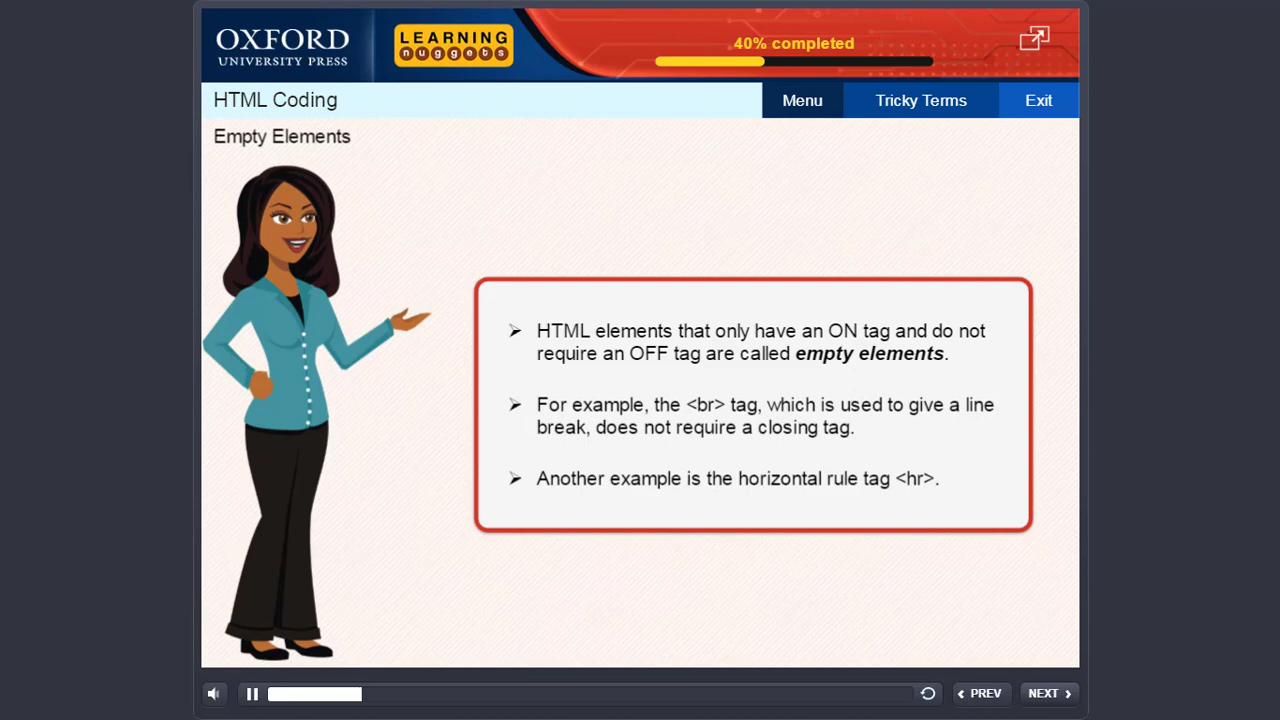 OXFORD
UNIVERSITY PRESS
LEARNING
nuggets
40% completed
HTML Coding
Menu
Tricky Terms
Exit
Empty Elements
➢ HTML elements that only have an ON tag and do not
require an OFF tag are called empty elements.
➢ For example, the <br> tag, which is used to give a line
break, does not require a closing tag.
➢ Another example is the horizontal rule tag <hr>.
PREV
NEXT